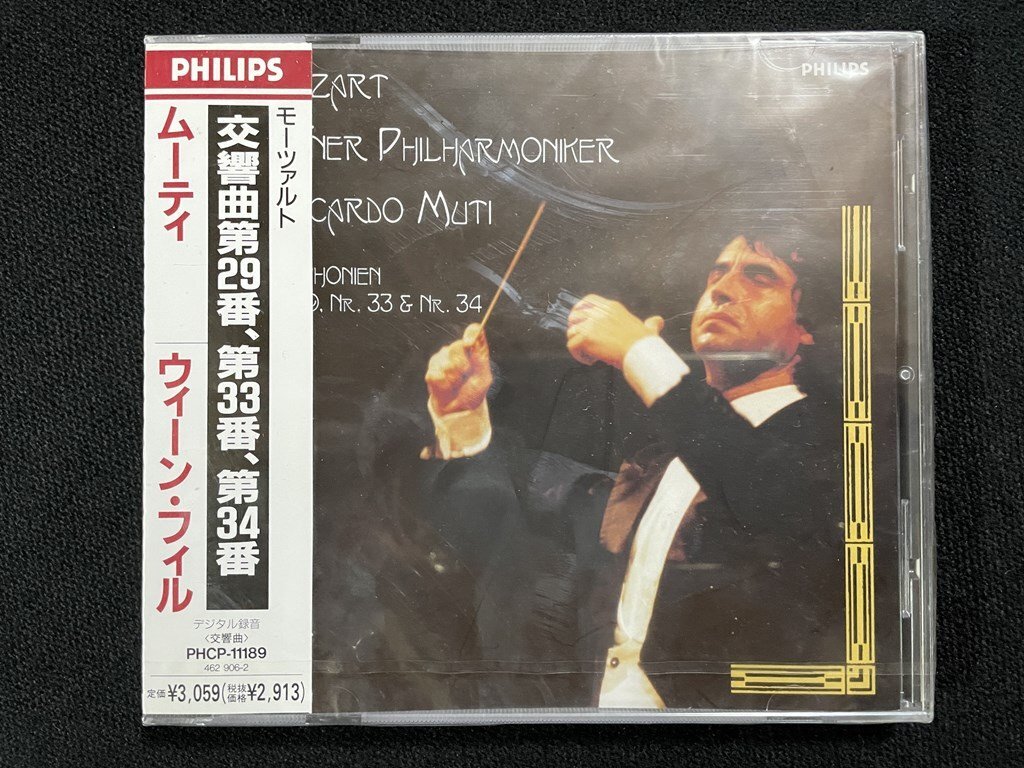 PHILIPS
モーツァルト
交響曲第29番、第33番、第34番
ムーティ
ウィーン・フィル
デジタル録音
〈交響曲〉
PHCP-11189
462 906-2
定価¥3,059(税抜価格¥2,913)
PHILIPS
ZART
NER PHILHARMONIKER
CARDO MUTI
HONIEN
9, NR. 33 & NR. 34